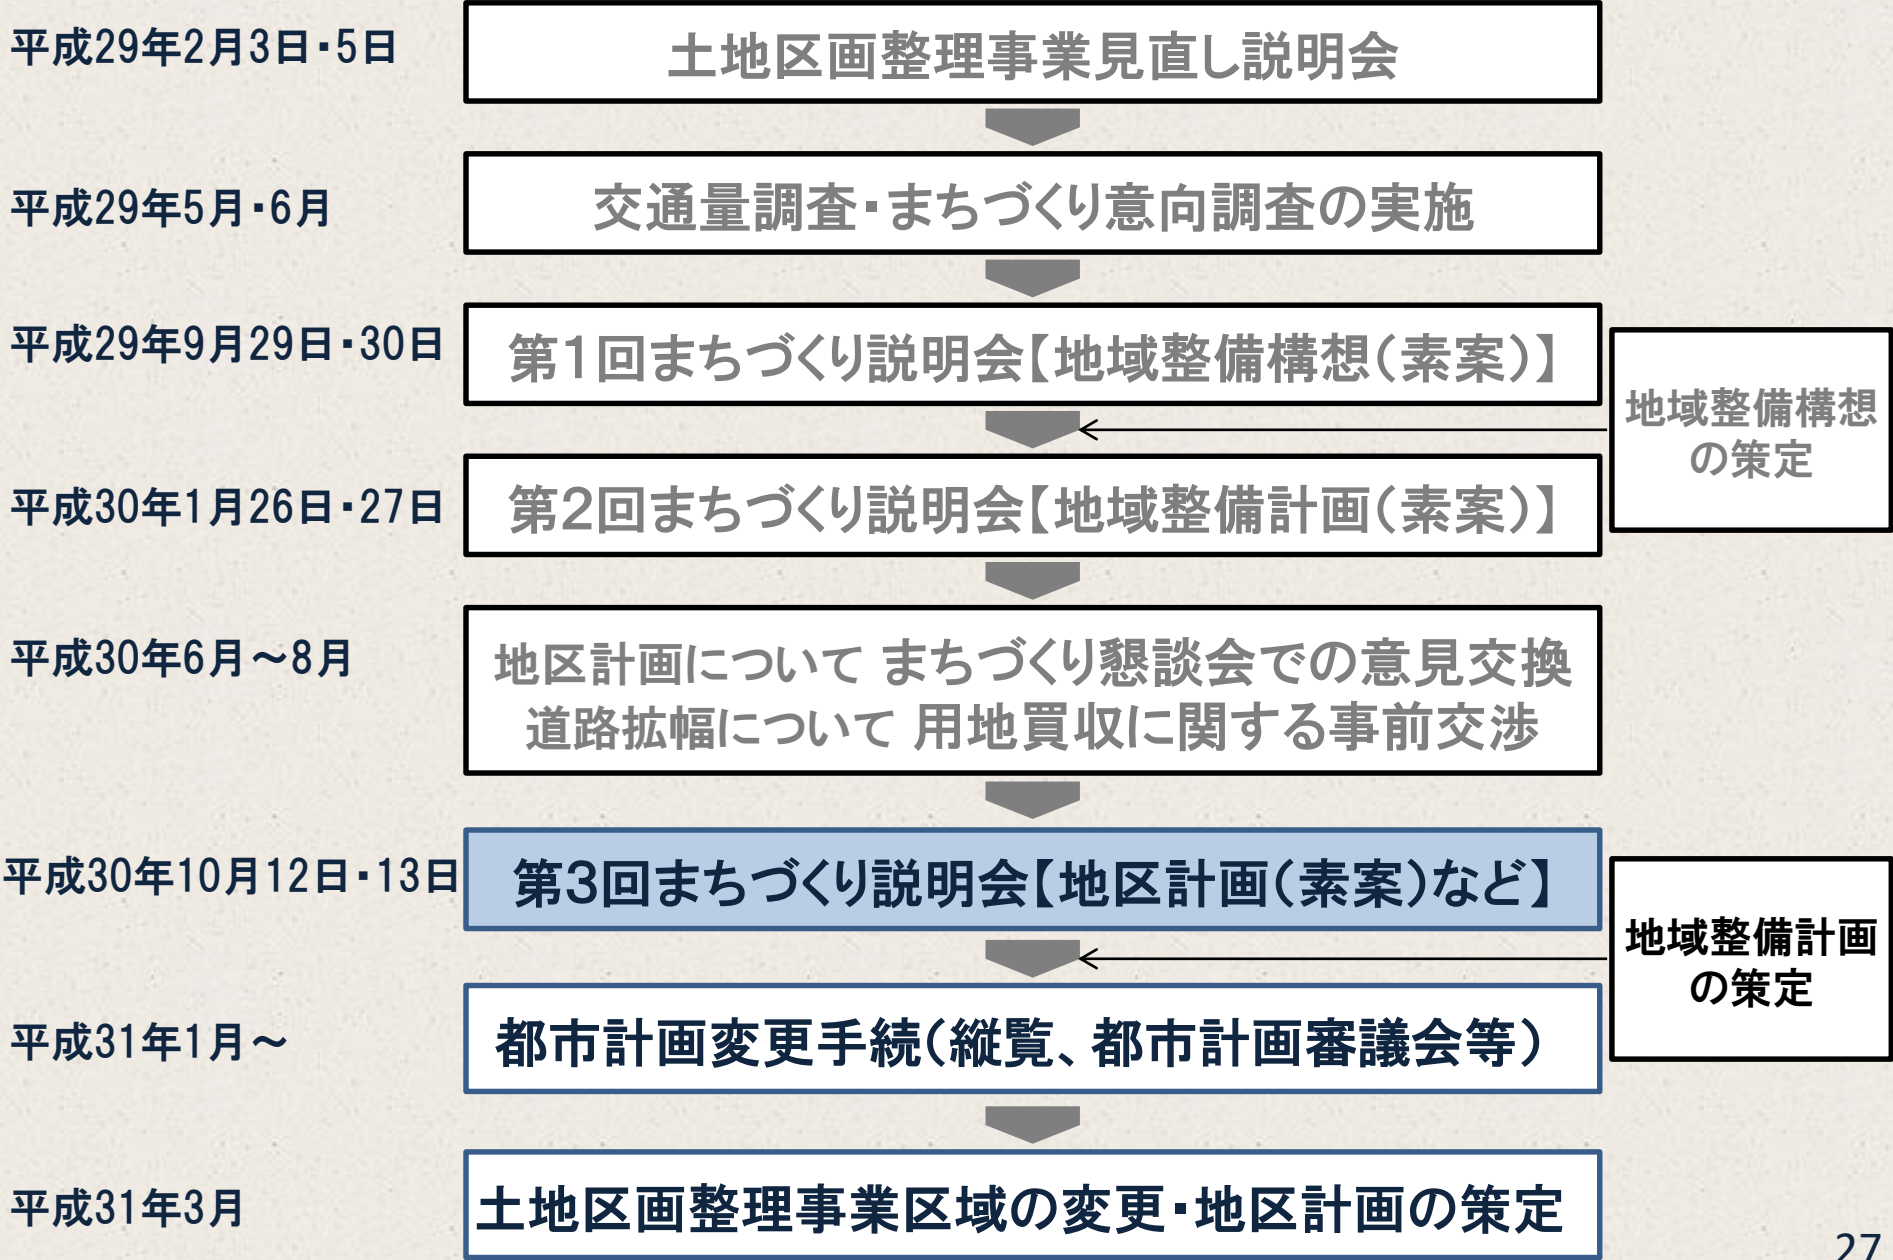 平成29年2月3日・5日
土地区画整理事業見直し説明会
平成29年5月・6月
交通量調査・まちづくり意向調査の実施
平成29年9月29日・30日
第1回まちづくり説明会【地域整備構想(素案)】
地域整備構想
の策定
平成30年1月26日・27日
第2回まちづくり説明会【地域整備計画(素案)】
平成30年6月～8月
地区計画について まちづくり懇談会での意見交換
道路拡幅について 用地買収に関する事前交渉
平成30年10月12日・13日
第3回まちづくり説明会【地区計画(素案)など】
地域整備計画
の策定
平成31年1月～
都市計画変更手続(縦覧、都市計画審議会等)
平成31年3月
土地区画整理事業区域の変更・地区計画の策定
27